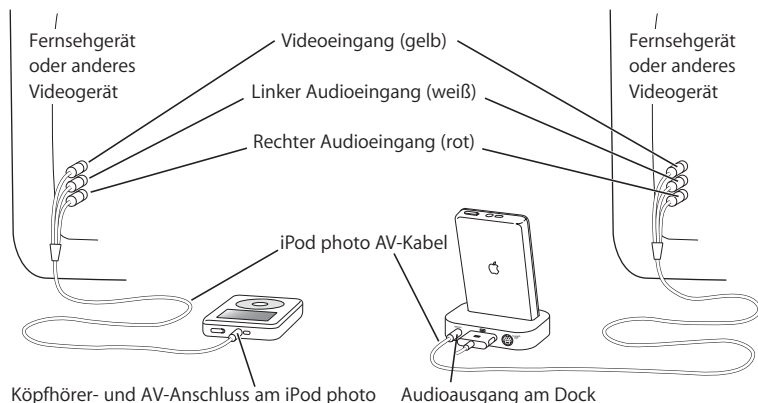 Fernsehgerät
oder anderes
Videogerät
Videoeingang (gelb)
Linker Audioeingang (weiß)
Rechter Audioeingang (rot)
Fernsehgerät
oder anderes
Videogerät
iPod photo AV-Kabel
Köpfhörer- und AV-Anschluss am iPod photo
Audioausgang am Dock